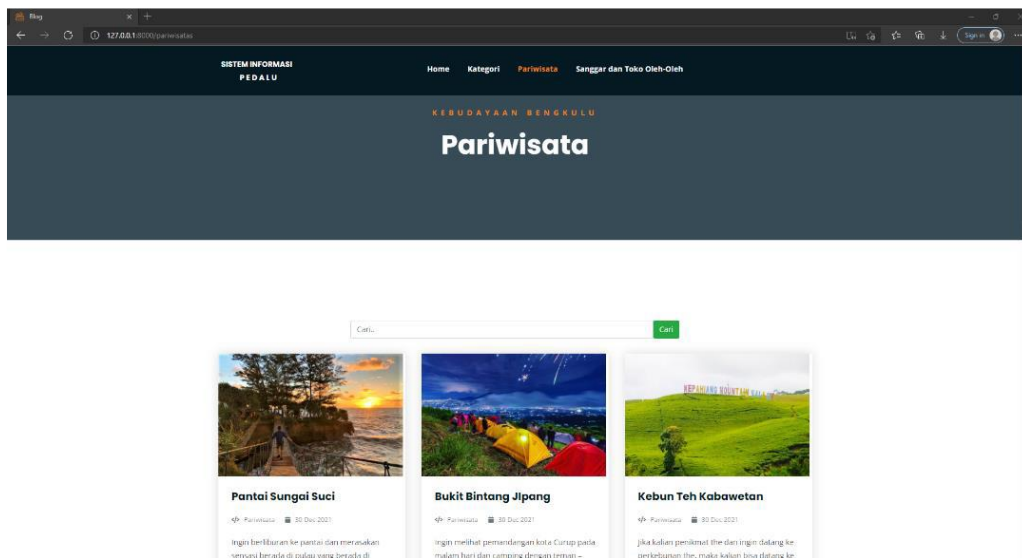 Blog
127.0.0.1:8000/pariwisatas
Sign in
SISTEM INFORMASI
PEDALU
Home Kategori Pariwisata Sanggar dan Toko Oleh-Oleh
KEBUDAYAAN BENGKULU
Pariwisata
Cari.. Cari
KEPAHIANG MOUNTAIN
Pantai Sungai Suci
Pariwisata 30 Dec 2021
Ingin berliburan ke pantai dan merasakan
sensasi berada di pulau yang berada di
Bukit Bintang JIpang
Pariwisata 30 Dec 2021
Ingin melihat pemandangan kota Curup pada
malam hari dan camping dengan teman –
Kebun Teh Kabawetan
Pariwisata 30 Dec 2021
Jika kalian penikmat the dan ingin datang ke
perkebunan the, maka kalian bisa datang ke